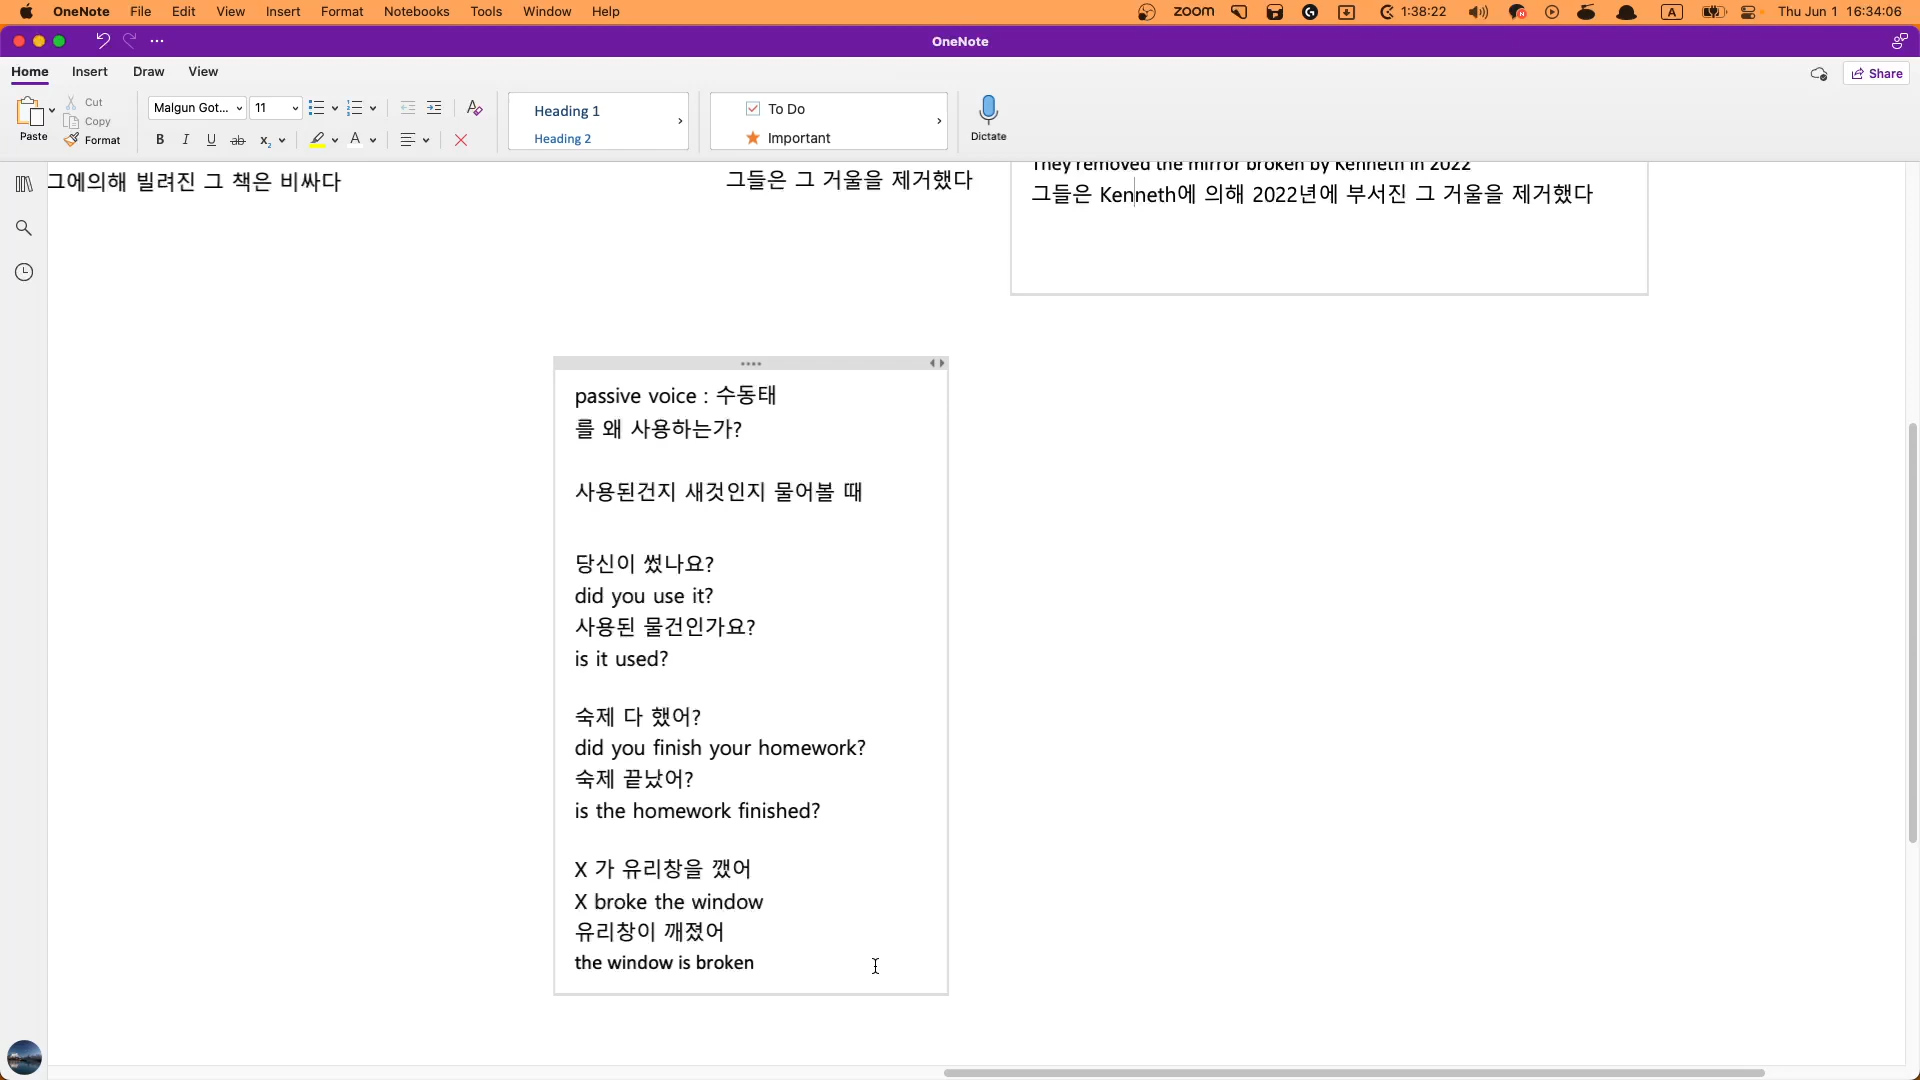 OneNote File Edit View Insert Format Notebooks Tools Window Help zoom 1:38:22 A Thu Jun 1 16:34:06
OneNote
Home Insert Draw View Share
Paste Cut Copy Format
Malgun Got... 11
B I U ab x₂ A
Heading 1
Heading 2
To Do
Important
Dictate
그에의해 빌려진 그 책은 비싸다
그들은 그 거울을 제거했다
They removed the mirror broken by Kenneth in 2022
그들은 Kenneth에 의해 2022년에 부서진 그 거울을 제거했다
passive voice : 수동태
를 왜 사용하는가?
사용된건지 새것인지 물어볼 때
당신이 썼나요?
did you use it?
사용된 물건인가요?
is it used?
숙제 다 했어?
did you finish your homework?
숙제 끝났어?
is the homework finished?
X 가 유리창을 깼어
X broke the window
유리창이 깨졌어
the window is broken